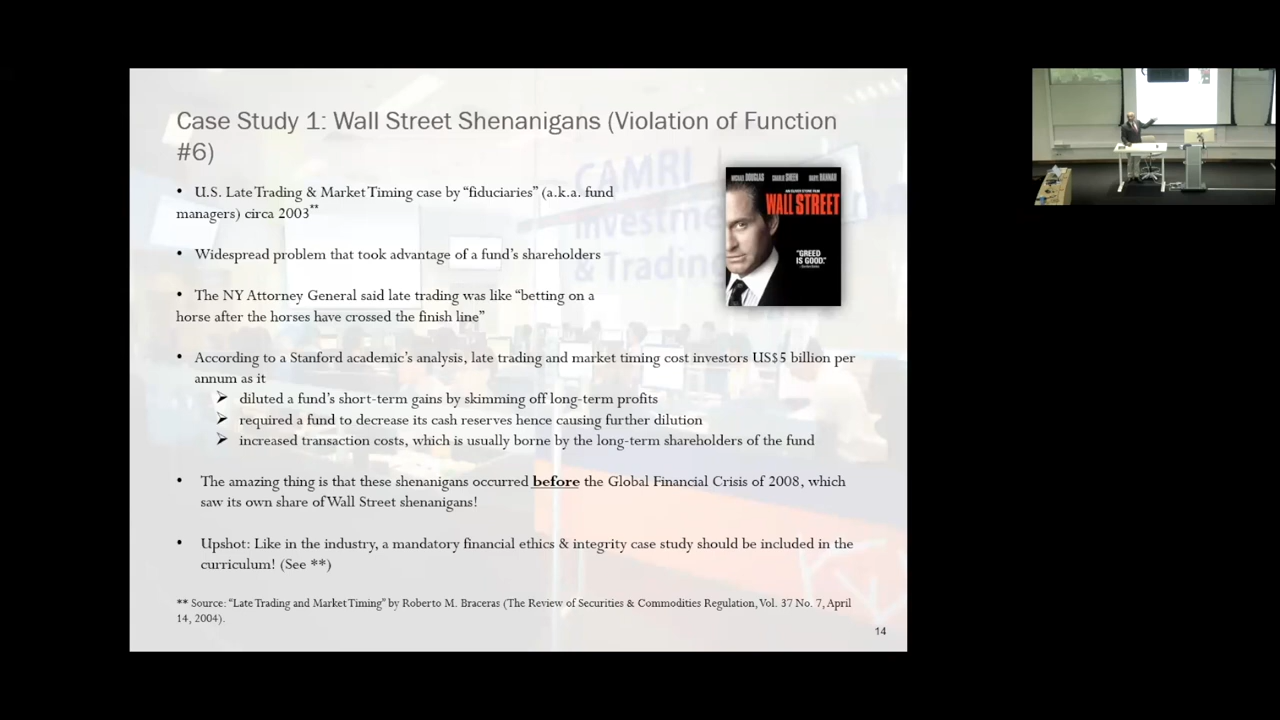 Case Study 1: Wall Street Shenanigans (Violation of Function
#6)
• U.S. Late Trading & Market Timing case by “fiduciaries” (a.k.a. fund
managers) circa 2003**
• Widespread problem that took advantage of a fund’s shareholders
• The NY Attorney General said late trading was like “betting on a
horse after the horses have crossed the finish line”
MICHAEL DOUGLAS CHARLIE SHEEN DARYL HANNAH
WALL STREET
"GREED
IS GOOD."
CAMRI
Investme
& Trading
• According to a Stanford academic’s analysis, late trading and market timing cost investors US$5 billion per
annum as it
➢ diluted a fund’s short-term gains by skimming off long-term profits
➢ required a fund to decrease its cash reserves hence causing further dilution
➢ increased transaction costs, which is usually borne by the long-term shareholders of the fund
• The amazing thing is that these shenanigans occurred before the Global Financial Crisis of 2008, which
saw its own share of Wall Street shenanigans!
• Upshot: Like in the industry, a mandatory financial ethics & integrity case study should be included in the
curriculum! (See **)
** Source: “Late Trading and Market Timing” by Roberto M. Braceras (The Review of Securities & Commodities Regulation, Vol. 37 No. 7, April
14, 2004).
14